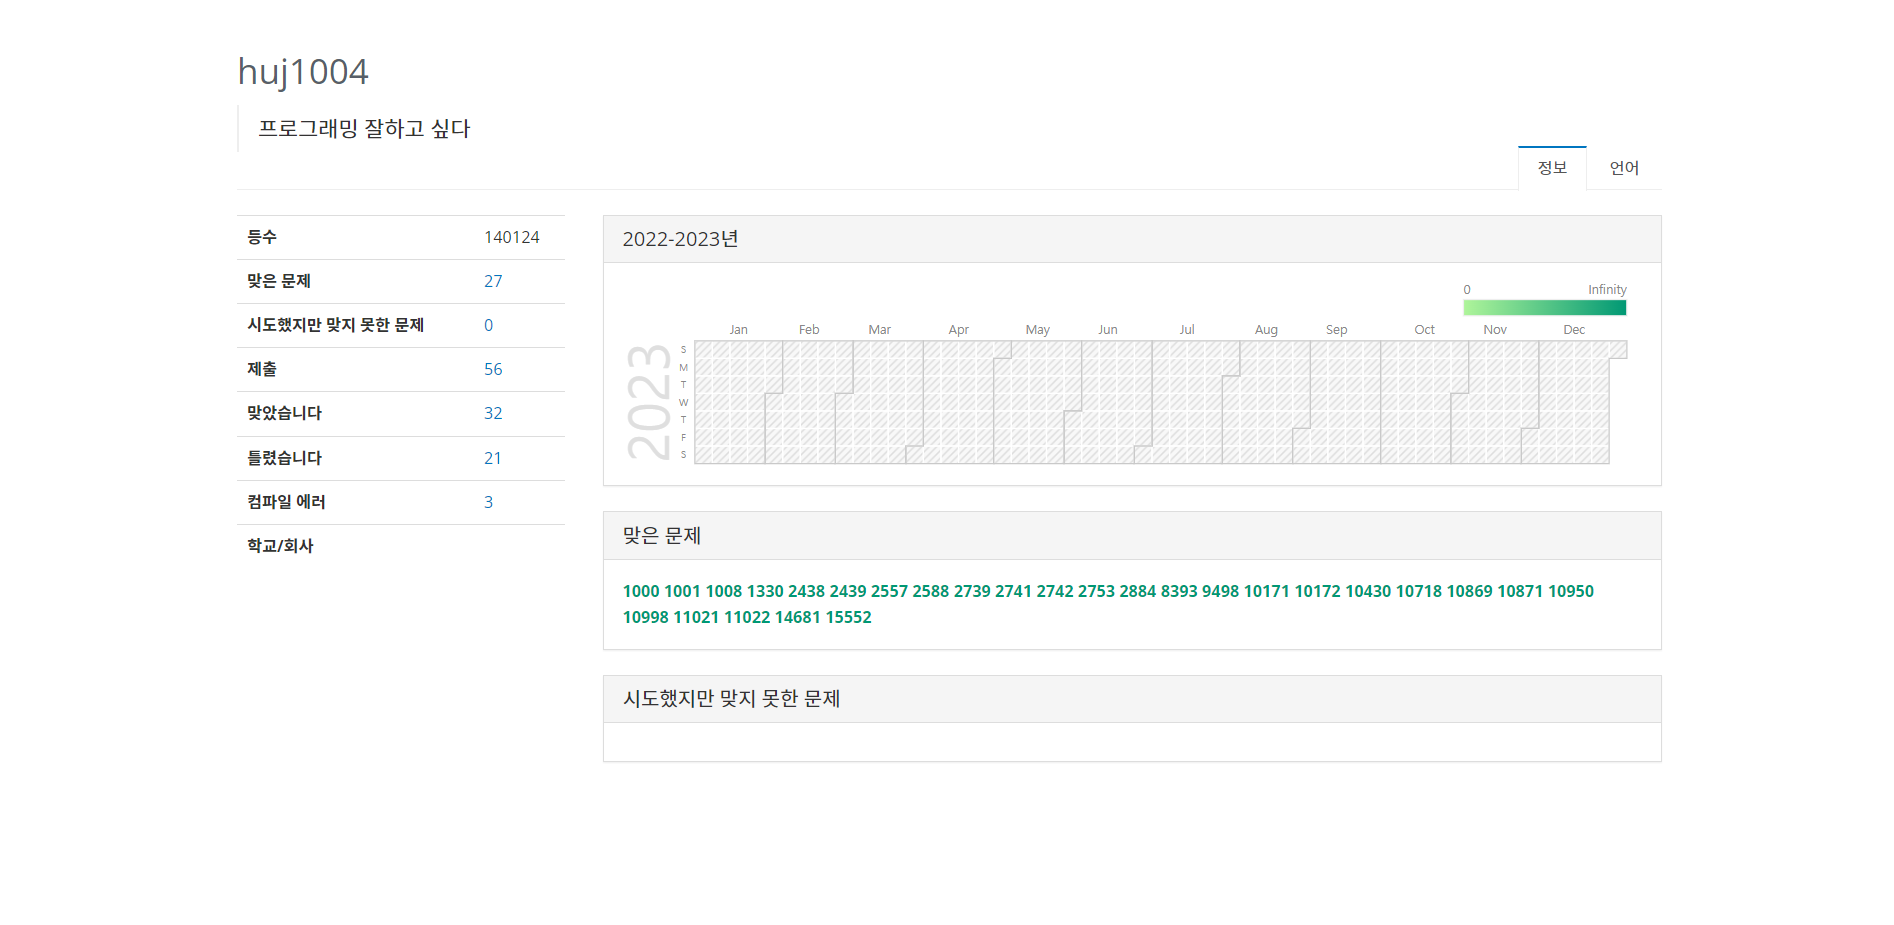 huj1004
프로그래밍 잘하고 싶다
정보 언어
등수 140124
맞은 문제 27
시도했지만 맞지 못한 문제 0
제출 56
맞았습니다 32
틀렸습니다 21
컴파일 에러 3
학교/회사
2022-2023년
0 Infinity
Jan Feb Mar Apr May Jun Jul Aug Sep Oct Nov Dec
2023
S
M
T
W
T
F
S
맞은 문제
1000 1001 1008 1330 2438 2439 2557 2588 2739 2741 2742 2753 2884 8393 9498 10171 10172 10430 10718 10869 10871 10950
10998 11021 11022 14681 15552
시도했지만 맞지 못한 문제